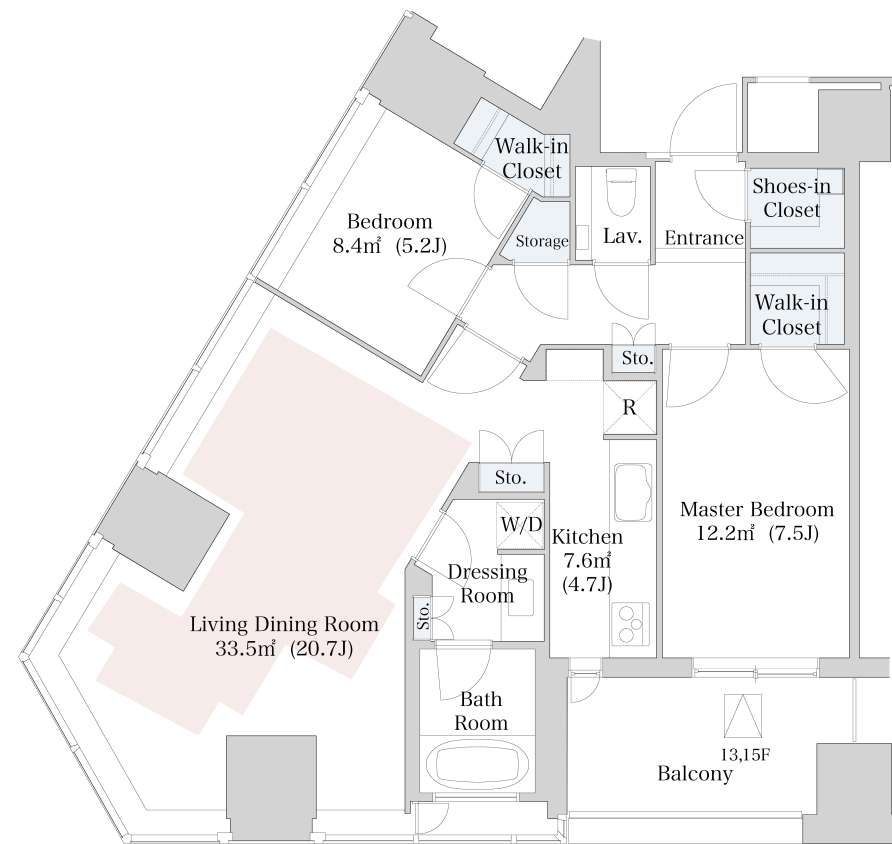 Walk-in
Closet
Bedroom
8.4㎡ (5.2J)
Storage
Lav.
Entrance
Shoes-in
Closet
Walk-in
Closet
Sto.
R
Sto.
W/D
Kitchen
7.6㎡
(4.7J)
Master Bedroom
12.2㎡ (7.5J)
Dressing
Room
Sto.
Living Dining Room
33.5㎡ (20.7J)
Bath
Room
13,15F
Balcony